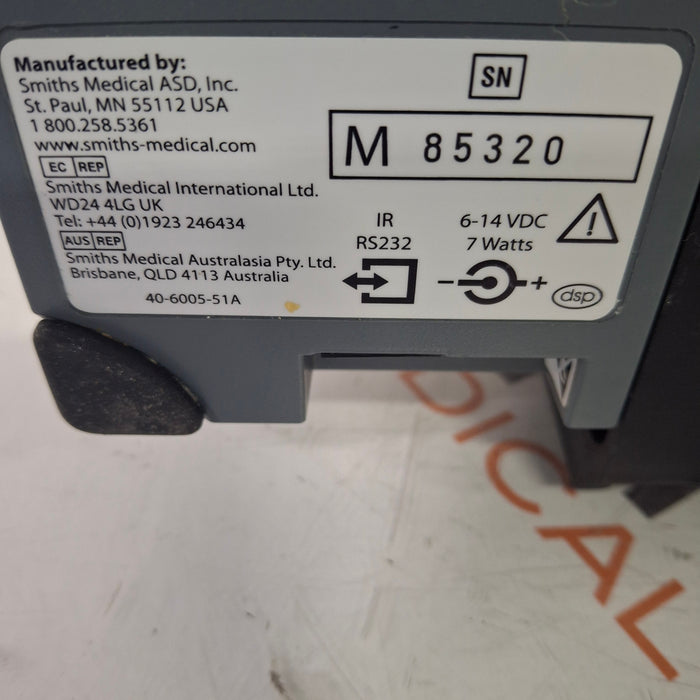 Manufactured by:
Smiths Medical ASD, Inc.
St. Paul, MN 55112 USA
1 800.258.5361
www.smiths-medical.com
EC REP
Smiths Medical International Ltd.
WD24 4LG UK
Tel: +44 (0)1923 246434
AUS REP
Smiths Medical Australasia Pty. Ltd.
Brisbane, QLD 4113 Australia
40-6005-51A
SN
M 85320
IR
RS232
6-14 VDC
7 Watts
dsp
DICAL